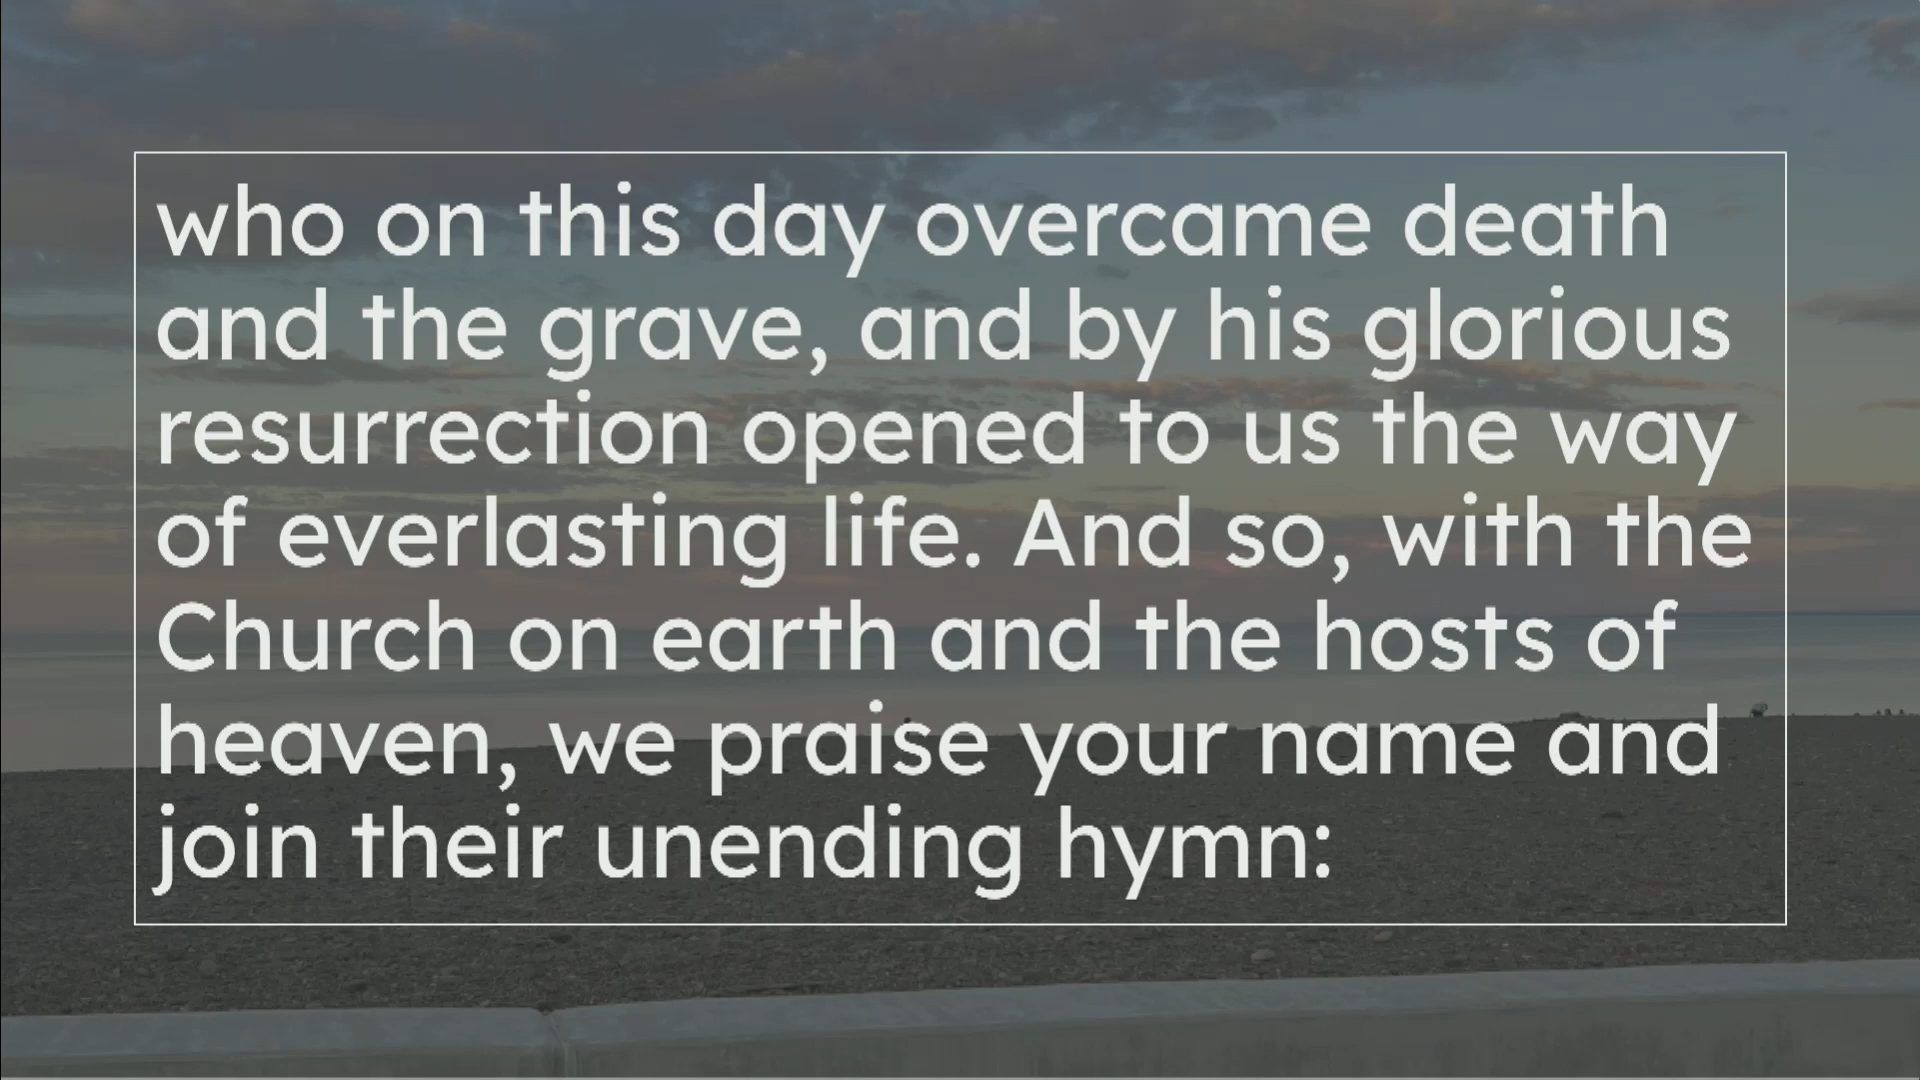 who on this day overcame death
and the grave, and by his glorious
resurrection opened to us the way
of everlasting life. And so, with the
Church on earth and the hosts of
heaven, we praise your name and
join their unending hymn: